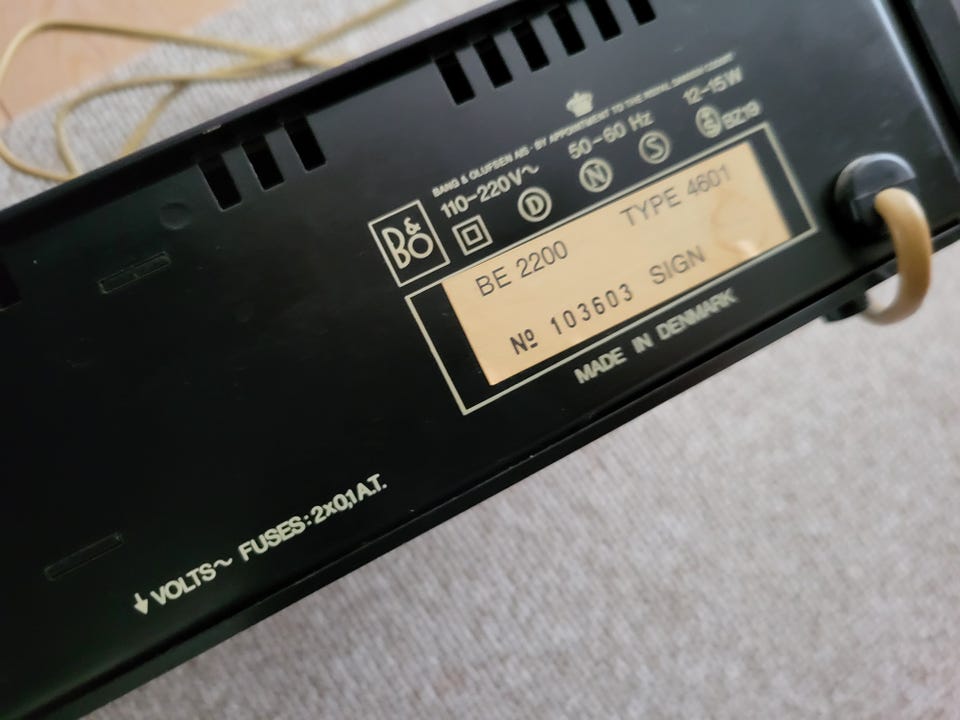 BANG & OLUFSEN A/S · BY APPOINTMENT TO THE ROYAL DANISH COURT
B&O
110-220V~ 50-60 Hz 12-15W
D N S BZ19
BE 2200 TYPE 4601
Nº 103603 SIGN
MADE IN DENMARK
VOLTS~ FUSES: 2x0,1A.T.